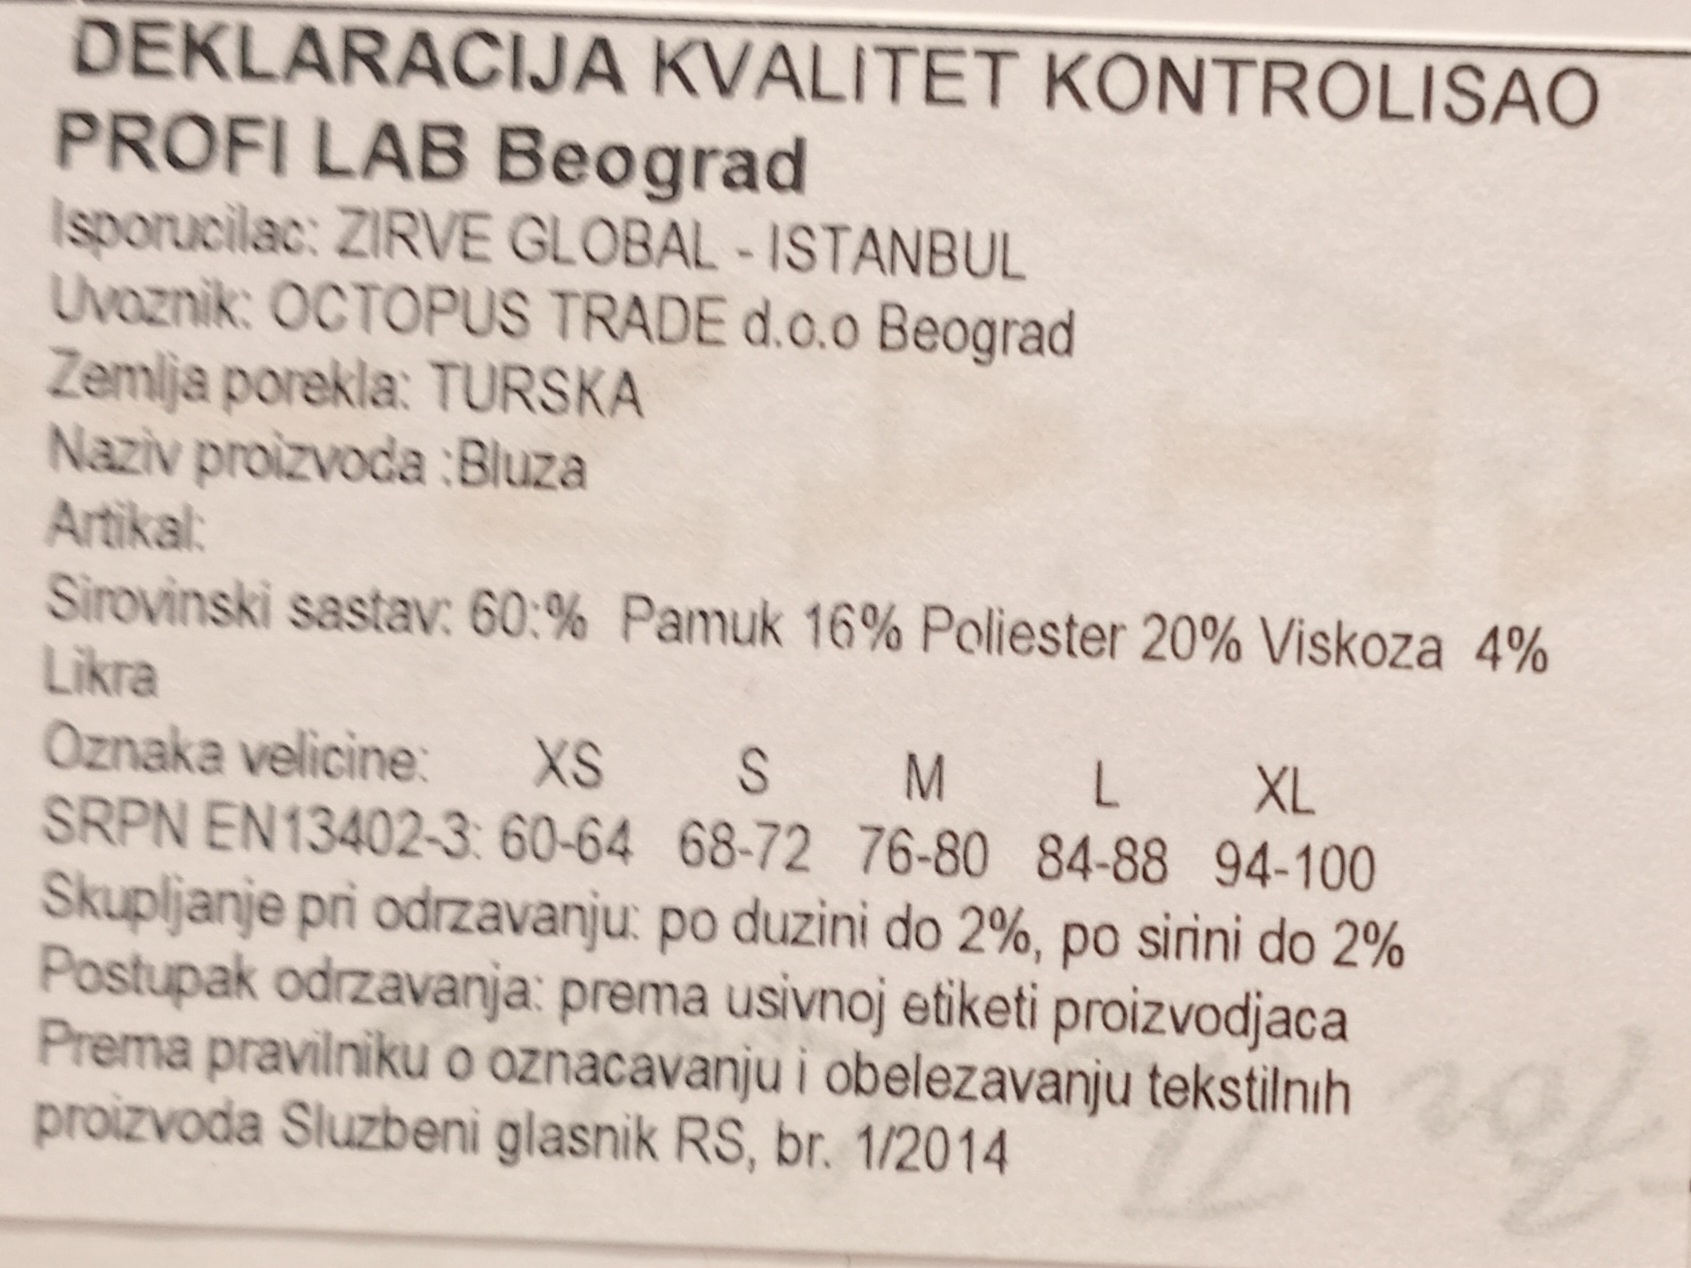 DEKLARACIJA KVALITET KONTROLISAO
PROFI LAB Beograd
Isporucilac: ZIRVE GLOBAL - ISTANBUL
Uvoznik: OCTOPUS TRADE d.o.o Beograd
Zemlja porekla: TURSKA
Naziv proizvoda :Bluza
Artikal:
Sirovinski sastav: 60:% Pamuk 16% Poliester 20% Viskoza 4%
Likra
Oznaka velicine: XS S M L XL
SRPN EN13402-3: 60-64 68-72 76-80 84-88 94-100
Skupljanje pri odrzavanju: po duzini do 2%, po sirini do 2%
Postupak odrzavanja: prema usivnoj etiketi proizvodjaca
Prema pravilniku o oznacavanju i obelezavanju tekstilnih
proizvoda Sluzbeni glasnik RS, br. 1/2014